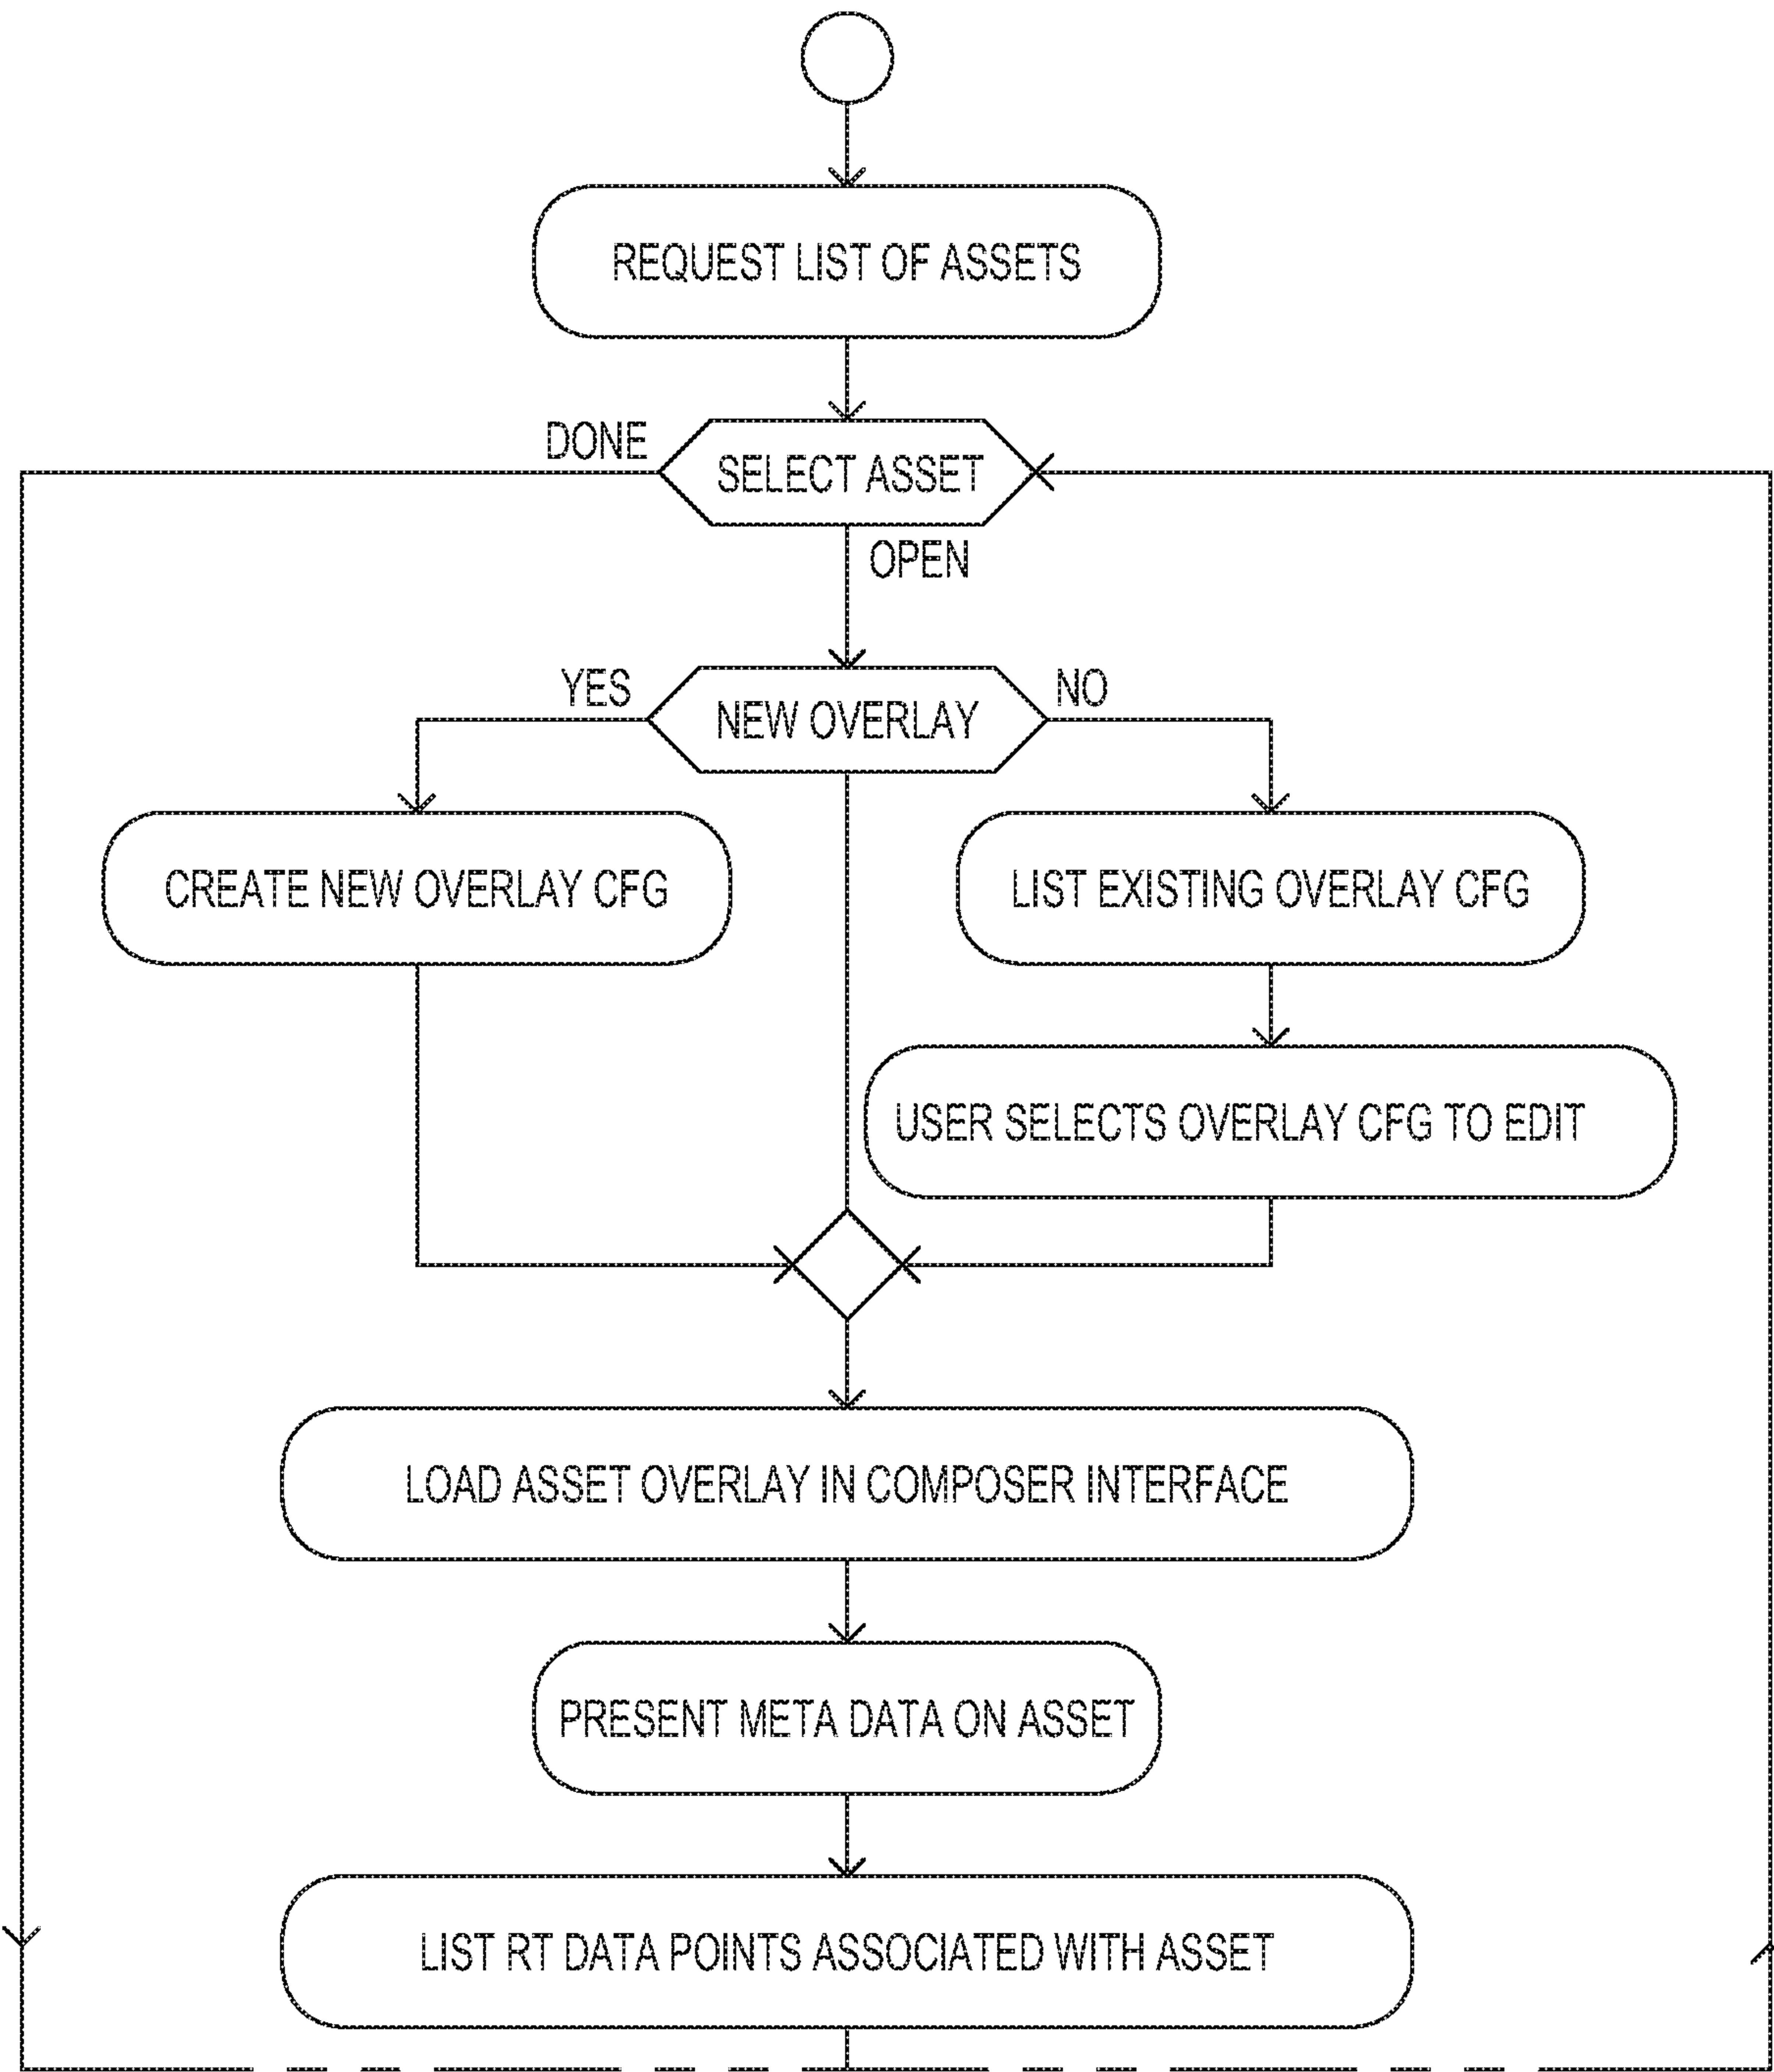 REQUEST LIST OF ASSETS
DONE
SELECT ASSET
OPEN
YES
NEW OVERLAY
NO
CREATE NEW OVERLAY CFG
LIST EXISTING OVERLAY CFG
USER SELECTS OVERLAY CFG TO EDIT
LOAD ASSET OVERLAY IN COMPOSER INTERFACE
PRESENT META DATA ON ASSET
LIST RT DATA POINTS ASSOCIATED WITH ASSET